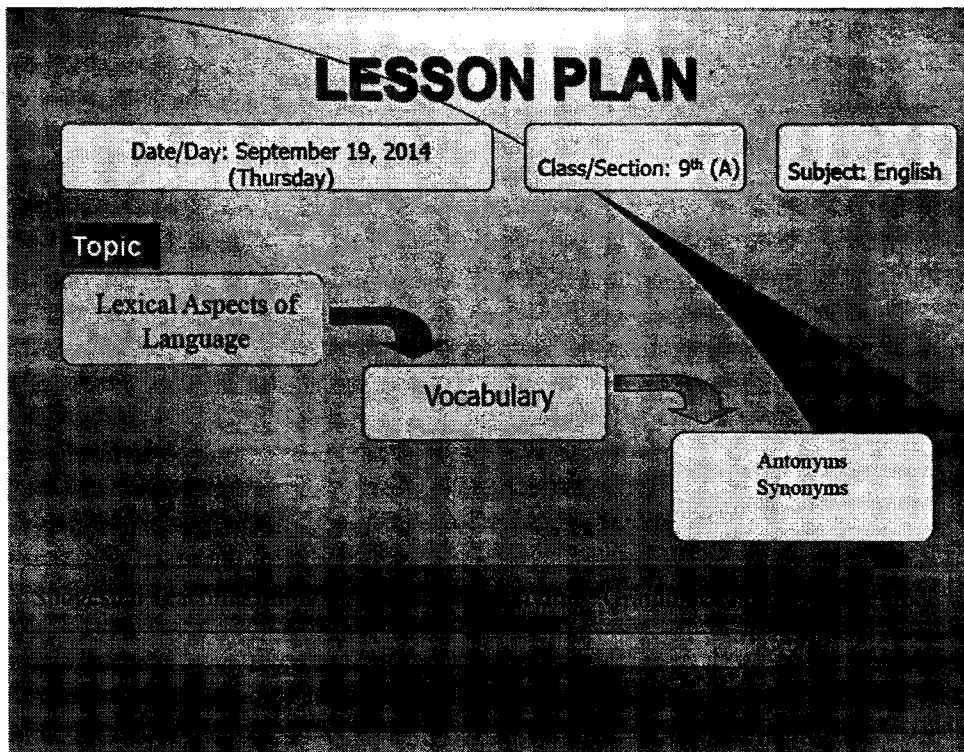 LESSON PLAN
Date/Day: September 19, 2014
(Thursday)
Class/Section: 9th (A)
Subject: English
Topic
Lexical Aspects of
Language
Vocabulary
Antonyms
Synonyms